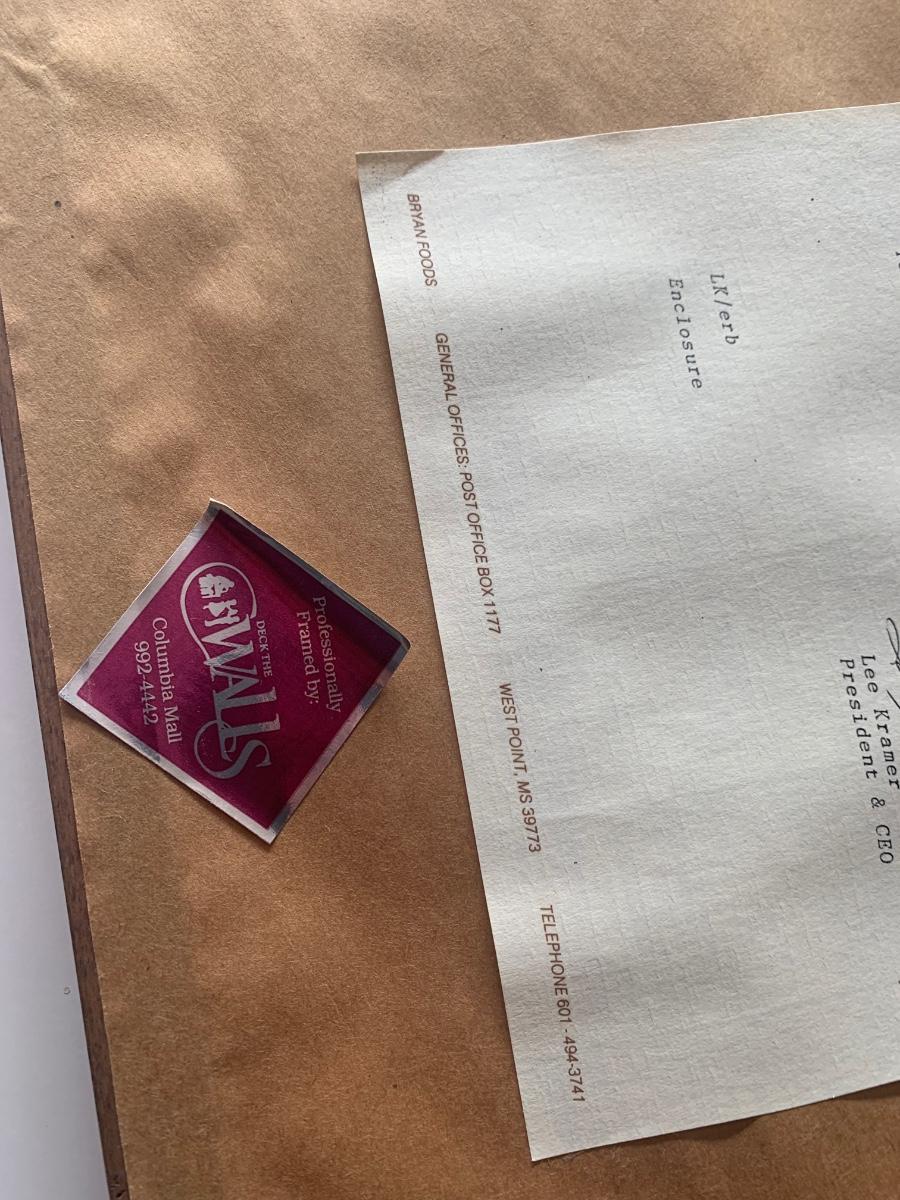 Lee Kramer
President & CEO
LK/erb
Enclosure
BRYAN FOODS GENERAL OFFICES: POST OFFICE BOX 1177 WEST POINT, MS 39773 TELEPHONE 601-494-3741
Professionally
Framed by:
DECK THE
WALLS
Columbia Mall
992-4442